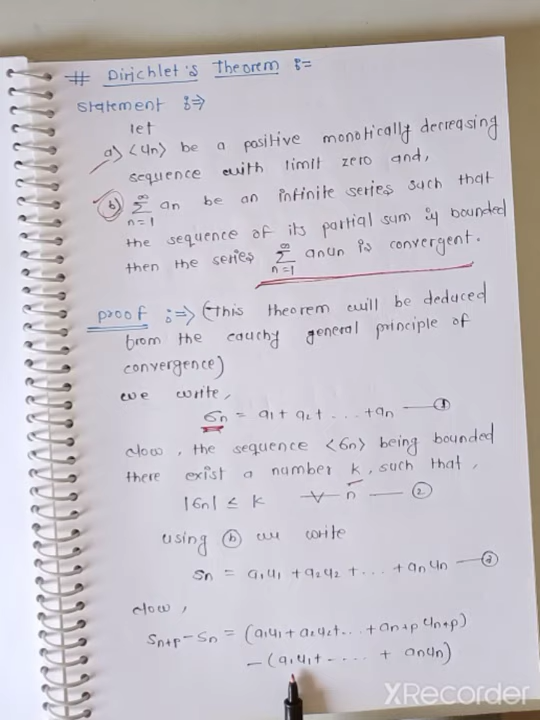 # Dirichlet's Theorem :=
Statement :⇒
let
a) <un> be a positive monotically decreasing
sequence with limit zero and,
b) ∞ Σ n=1 an be an infinite series such that
the sequence of its partial sum is bounded
then the series ∞ Σ n=1 anun is convergent.
Proof :⇒ (this theorem will be deduced
from the cauchy general principle of
convergence)
we write,
σn = a1 + a2 + ... + an — ①
Now, the sequence <σn> being bounded
there exist a number k, such that,
|σn| ≤ k ∀ n — ②
using ⓑ we write
Sn = a1u1 + a2u2 + ... + anun — ③
Now,
Sn+p - Sn = (a1u1 + a2u2 + ... + an+p un+p)
- (a1u1 + - ... + anun)
XRecorder